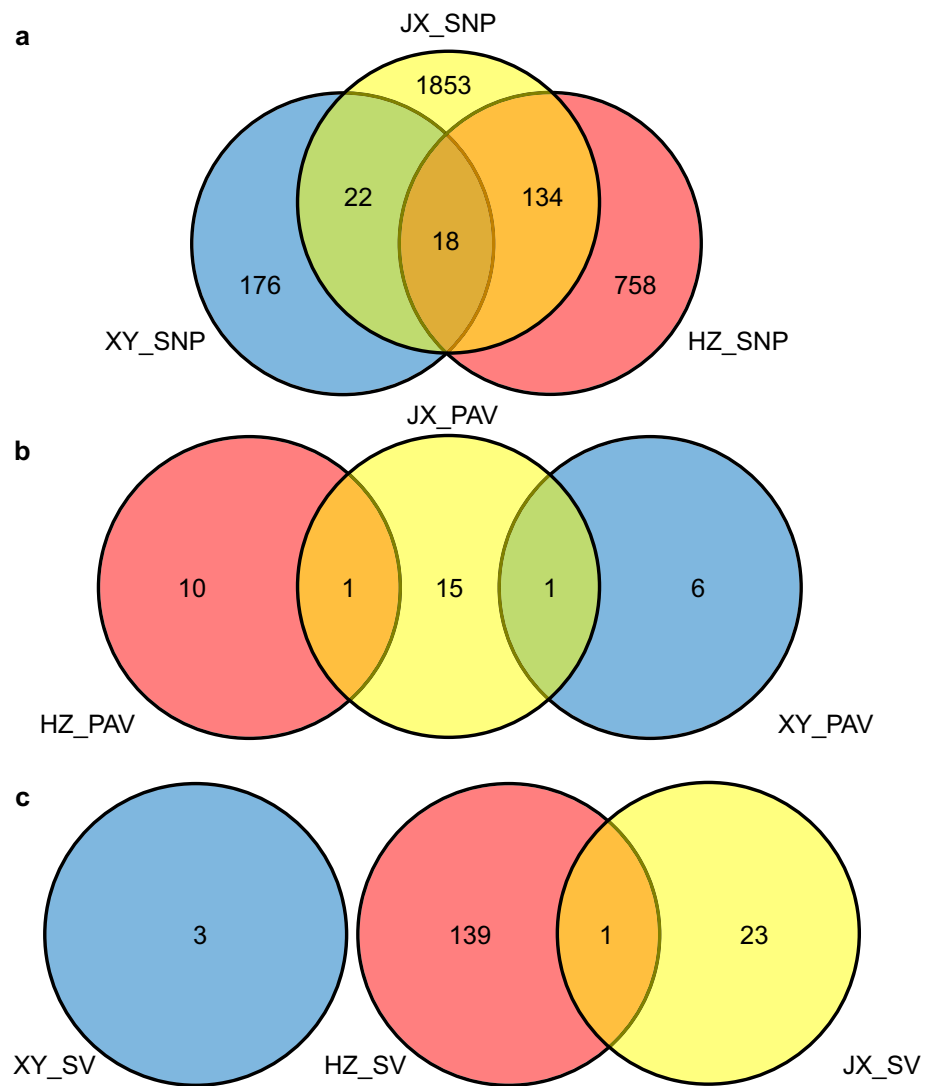 a
JX_SNP
1853
22
134
18
176
758
XY_SNP
HZ_SNP
JX_PAV
b
10
1
15
1
6
HZ_PAV
XY_PAV
c
3
139
1
23
XY_SV
HZ_SV
JX_SV